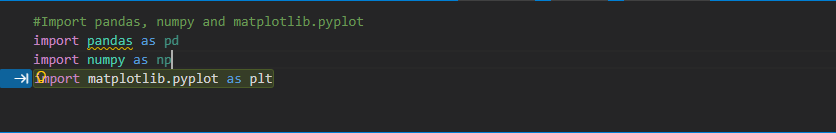 #Import pandas, numpy and matplotlib.pyplot
import pandas as pd
import numpy as np
import matplotlib.pyplot as plt